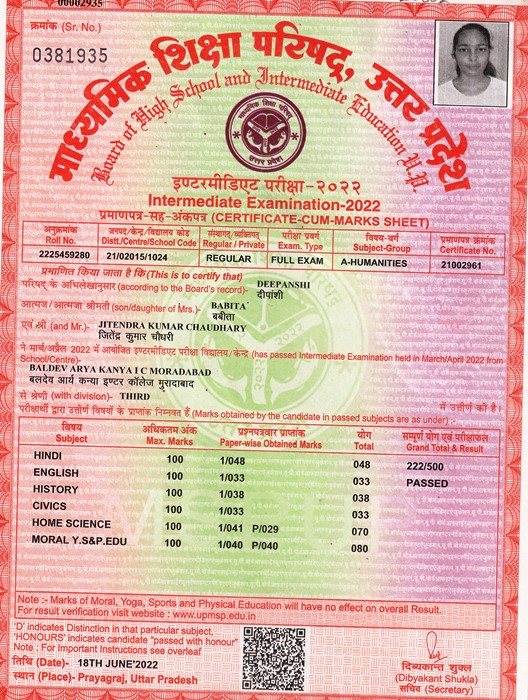 00002935
क्रमांक (Sr. No.)
0381935
माध्यमिक शिक्षा परिषद्, उत्तर प्रदेश
Board of High School and Intermediate Education U.P.
माध्यमिक शिक्षा परिषद्
उत्तर प्रदेश
इण्टरमीडिएट परीक्षा-२०२२
Intermediate Examination-2022
प्रमाणपत्र-सह-अंकपत्र (CERTIFICATE-CUM-MARKS SHEET)
अनुक्रमांक जनपद/केन्द्र/विद्यालय कोड संस्थागत/व्यक्तिगत परीक्षा प्रवर्ग विषय-वर्ग प्रमाणपत्र क्रमांक
Roll No. Distt./Centre/School Code Regular / Private Exam. Type Subject-Group Certificate No.
2225459280 21/02015/1024 REGULAR FULL EXAM A-HUMANITIES 21002961
प्रमाणित किया जाता है कि (This is to certify that)
परिषद् के अभिलेखानुसार (according to the Board's record)- DEEPANSHI
दीपांशी
आत्मज / आत्मजा श्रीमती (son/daughter of Mrs.)- BABITA
बबीता
एवं श्री (and Mr.)- JITENDRA KUMAR CHAUDHARY
जितेंद्र कुमार चौधरी
ने मार्च/अप्रैल 2022 में आयोजित इण्टरमीडिएट परीक्षा विद्यालय/ केन्द्र (has passed Intermediate Examination held in March/April 2022 from
School/Centre)-
BALDEV ARYA KANYA I C MORADABAD
बलदेव आर्य कन्या इण्टर कॉलेज मुरादाबाद
से श्रेणी (with division)- THIRD में उत्तीर्ण की है।
परीक्षार्थी द्वारा उत्तीर्ण विषयों के प्राप्तांक निम्नवत हैं (Marks obtained by the candidate in passed subjects are as under) :-
विषय अधिकतम अंक प्रश्नपत्रवार प्राप्तांक योग सम्पूर्ण योग एवं परीक्षाफल
Subject Max. Marks Paper-wise Obtained Marks Total Grand Total & Result
HINDI 100 1/048 048 222/500
ENGLISH 100 1/033 033 PASSED
HISTORY 100 1/038 038
CIVICS 100 1/033 033
HOME SCIENCE 100 1/041 P/029 070
MORAL Y.S&P.EDU 100 1/040 P/040 080
Note :- Marks of Moral, Yoga, Sports and Physical Education will have no effect on overall Result.
For result verification visit website : www.upmsp.edu.in
'D' indicates Distinction in that particular subject,
'HONOURS' Indicates candidate "passed with honour"
Note : For Important Instructions see overleaf
तिथि (Date)- 18TH JUNE'2022
स्थान (Place)- Prayagraj, Uttar Pradesh
दिव्यकान्त शुक्ल
(Dibyakant Shukla)
सचिव (Secretary)